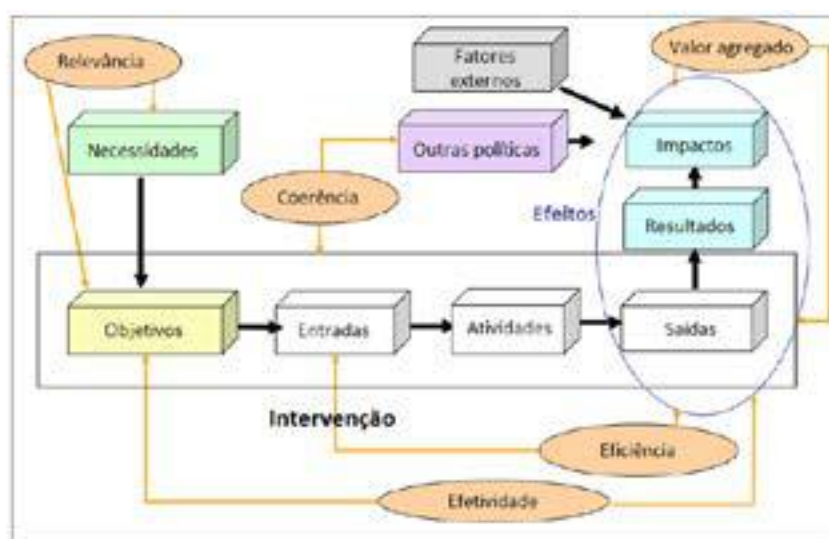 Relevância
Fatores
externos
Valor agregado
Necessidades
Outras políticas
Impactos
Coerência
Efeitos
Resultados
Objetivos
Entradas
Atividades
Saídas
Intervenção
Eficiência
Efetividade